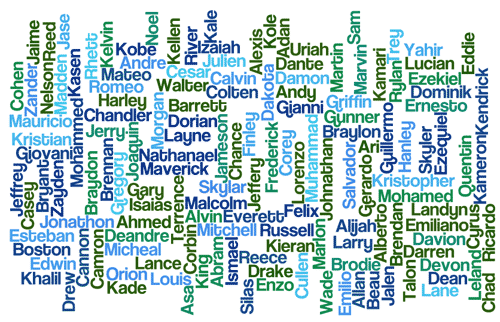 Cohen
Zander
Jaime
Nelson
Reed
Madden
Jase
Kasen
Rhett
Kelvin
Kobe
Noel
Andre
Mateo
Romeo
Harley
Kellen
River
Izaiah
Kale
Cesar
Julien
Walter
Calvin
Colten
Barrett
Alexis
Kole
Adan
Dakota
Uriah
Dante
Damon
Andy
Gianni
Martin
Marvin
Sam
Griffin
Gunner
Kamari
Rylan
Trey
Yahir
Lucian
Ezekiel
Dominik
Ernesto
Eddie
Kendrick
Mauricio
Kristian
Giovani
Mohammed
Chandler
Jerry
Morgan
Dorian
Layne
Nathanael
Maverick
Joaquin
Jameson
Chance
Finley
Frederick
Corey
Lorenzo
Muhammad
Johnathan
Braylon
Salvador
Ari
Gerardo
Guillermo
Hanley
Skyler
Ezequiel
Kristopher
Mohamed
Quentin
Kameron
Jeffrey
Casey
Bryant
Zayden
Braydon
Brennan
Gregory
Gary
Isaias
Terrence
Skylar
Malcolm
Jeffery
Jonathon
Ahmed
Alvin
Everett
Felix
Esteban
Deandre
Mitchell
Russell
Boston
Micheal
Corbin
Kieran
Edwin
Lance
Reece
Khalil
Orion
Louis
Drake
Kade
Enzo
Drew
Cannon
Camron
Asa
King
Abram
Ismael
Silas
Cullen
Marlon
Wade
Alijah
Larry
Brodie
Emilio
Allan
Beau
Alberto
Jalen
Brendan
Talon
Landyn
Emiliano
Davion
Darren
Devon
Dean
Lane
Leland
Cyrus
Chad
Ricardo